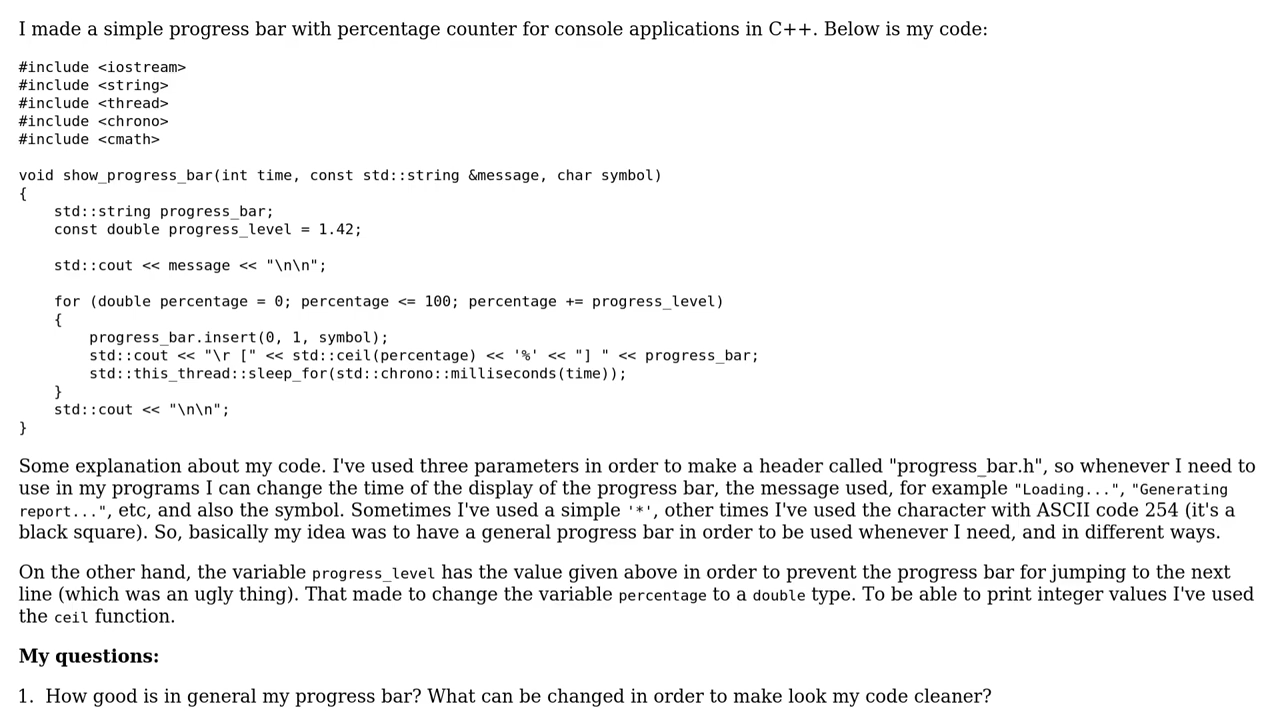 I made a simple progress bar with percentage counter for console applications in C++. Below is my code:
#include <iostream>
#include <string>
#include <thread>
#include <chrono>
#include <cmath>
void show_progress_bar(int time, const std::string &message, char symbol)
{
    std::string progress_bar;
    const double progress_level = 1.42;
    std::cout << message << "\n\n";
    for (double percentage = 0; percentage <= 100; percentage += progress_level)
    {
        progress_bar.insert(0, 1, symbol);
        std::cout << "\r [" << std::ceil(percentage) << '%' << "] " << progress_bar;
        std::this_thread::sleep_for(std::chrono::milliseconds(time));
    }
    std::cout << "\n\n";
}
Some explanation about my code. I've used three parameters in order to make a header called "progress_bar.h", so whenever I need to
use in my programs I can change the time of the display of the progress bar, the message used, for example "Loading...", "Generating
report...", etc, and also the symbol. Sometimes I've used a simple '*', other times I've used the character with ASCII code 254 (it's a
black square). So, basically my idea was to have a general progress bar in order to be used whenever I need, and in different ways.
On the other hand, the variable progress_level has the value given above in order to prevent the progress bar for jumping to the next
line (which was an ugly thing). That made to change the variable percentage to a double type. To be able to print integer values I've used
the ceil function.
My questions:
1. How good is in general my progress bar? What can be changed in order to make look my code cleaner?